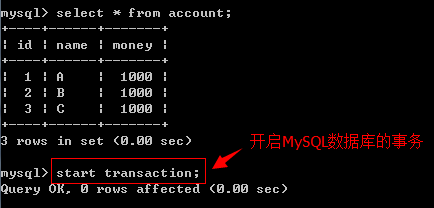 mysql> select * from account;
+----+------+-------+
| id | name | money |
+----+------+-------+
| 1 | A | 1000 |
| 2 | B | 1000 |
| 3 | C | 1000 |
+----+------+-------+
3 rows in set (0.00 sec)
开启MySQL数据库的事务
mysql> start transaction;
Query OK, 0 rows affected (0.00 sec)